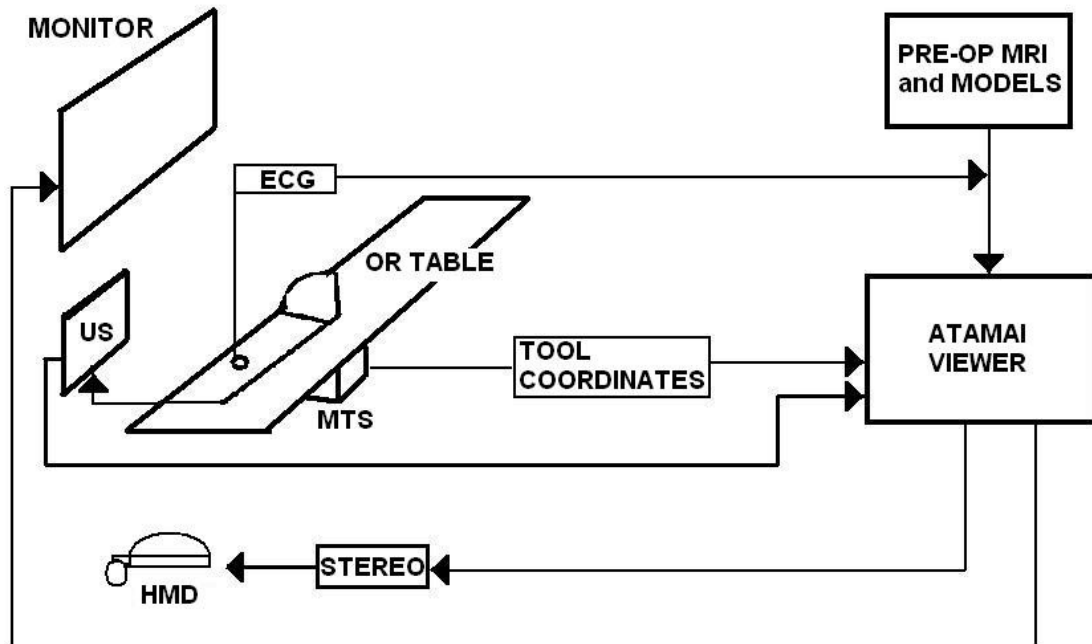 MONITOR
PRE-OP MRI
and MODELS
ECG
OR TABLE
US
ATAMAI
VIEWER
TOOL
COORDINATES
MTS
STEREO
HMD